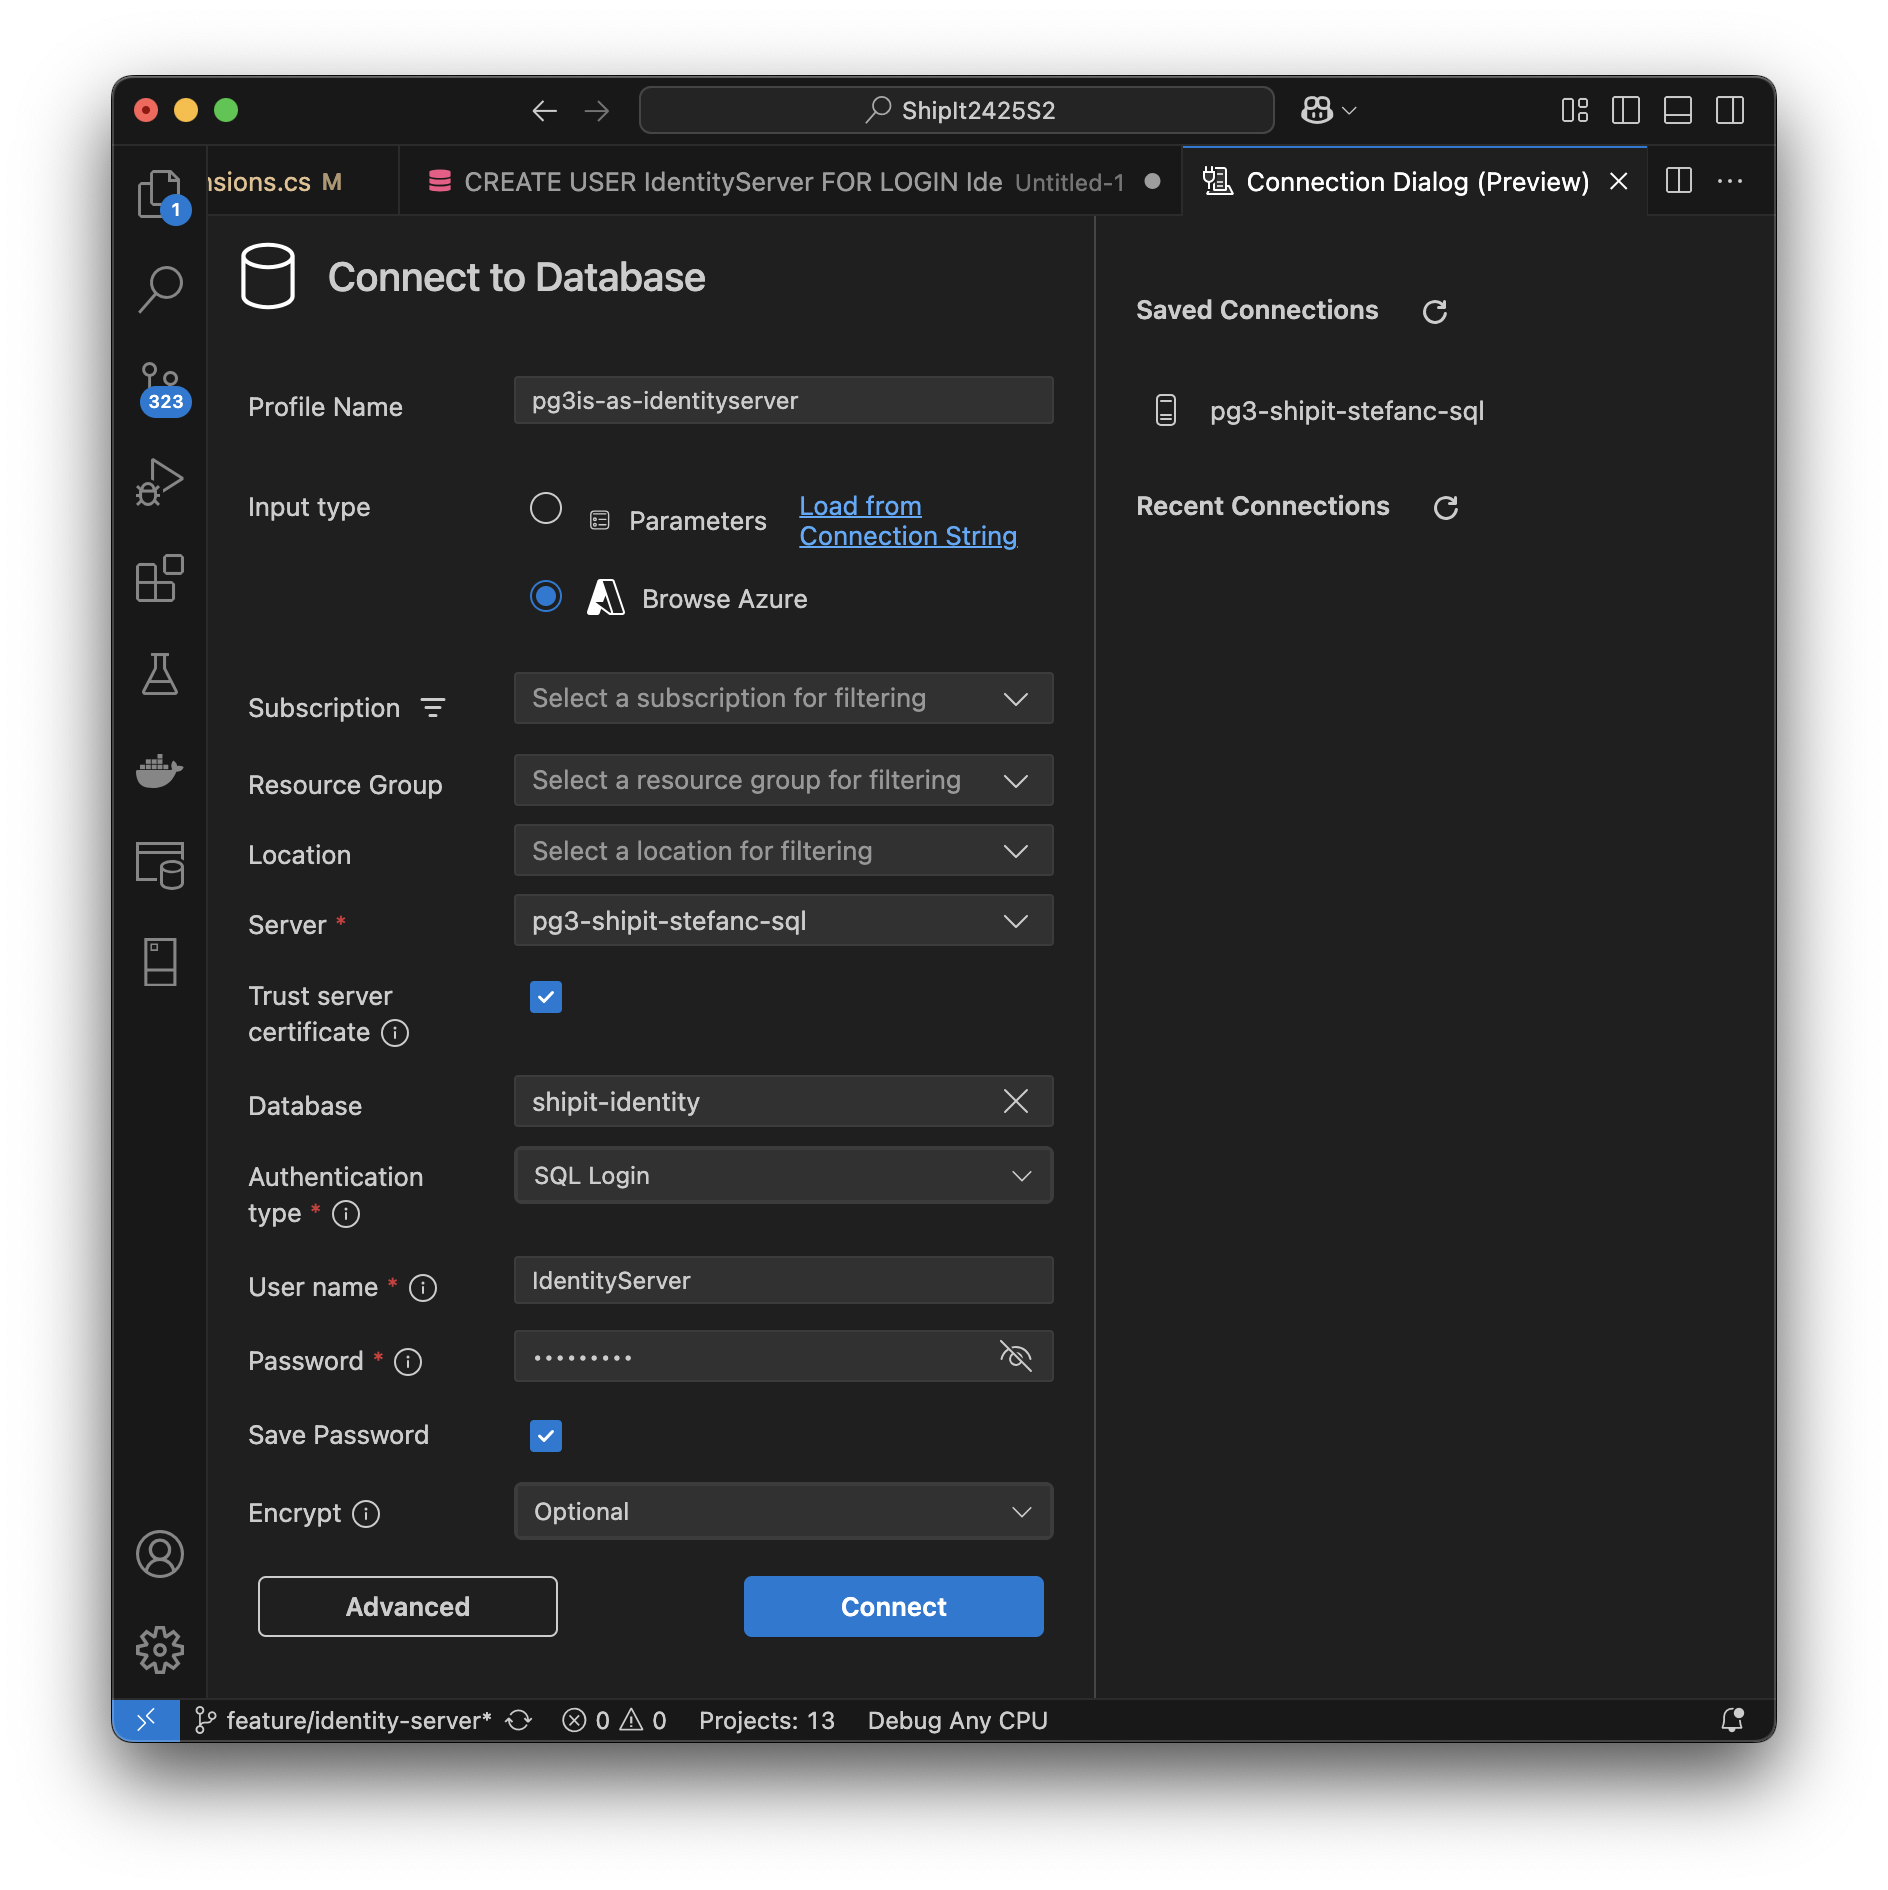 ShipIt2425S2
nsions.cs M
CREATE USER IdentityServer FOR LOGIN Ide Untitled-1
Connection Dialog (Preview)
1
323
Connect to Database
Profile Name
pg3is-as-identityserver
Input type
Parameters
Load from
Connection String
Browse Azure
Subscription
Select a subscription for filtering
Resource Group
Select a resource group for filtering
Location
Select a location for filtering
Server *
pg3-shipit-stefanc-sql
Trust server
certificate
Database
shipit-identity
Authentication
type *
SQL Login
User name *
IdentityServer
Password *
•••••••••
Save Password
Encrypt
Optional
Advanced
Connect
Saved Connections
pg3-shipit-stefanc-sql
Recent Connections
feature/identity-server* 0 0 Projects: 13 Debug Any CPU